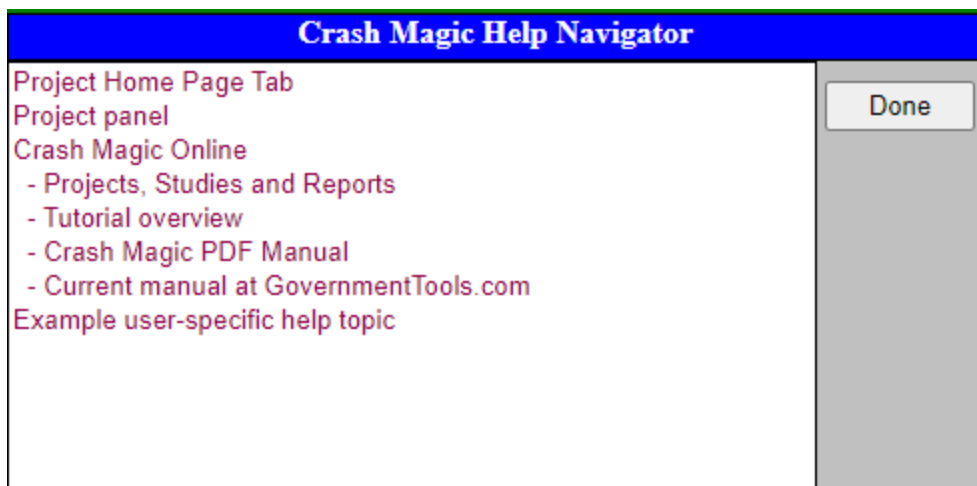 Crash Magic Help Navigator
Project Home Page Tab
Done
Project panel
Crash Magic Online
- Projects, Studies and Reports
- Tutorial overview
- Crash Magic PDF Manual
- Current manual at GovernmentTools.com
Example user-specific help topic